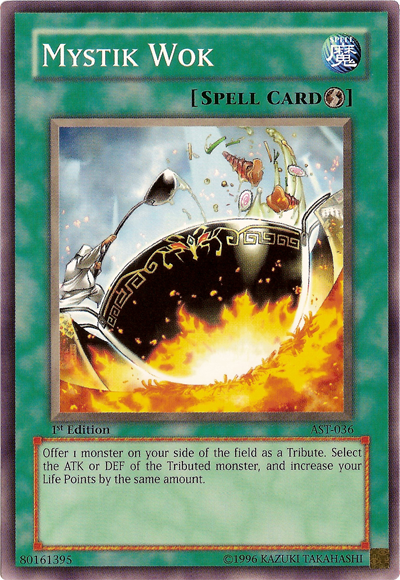 MYSTIK WOK
SPELL
魔
[SPELL CARD]
1st Edition
AST-036
Offer 1 monster on your side of the field as a Tribute. Select
the ATK or DEF of the Tributed monster, and increase your
Life Points by the same amount.
80161395
©1996 KAZUKI TAKAHASHI